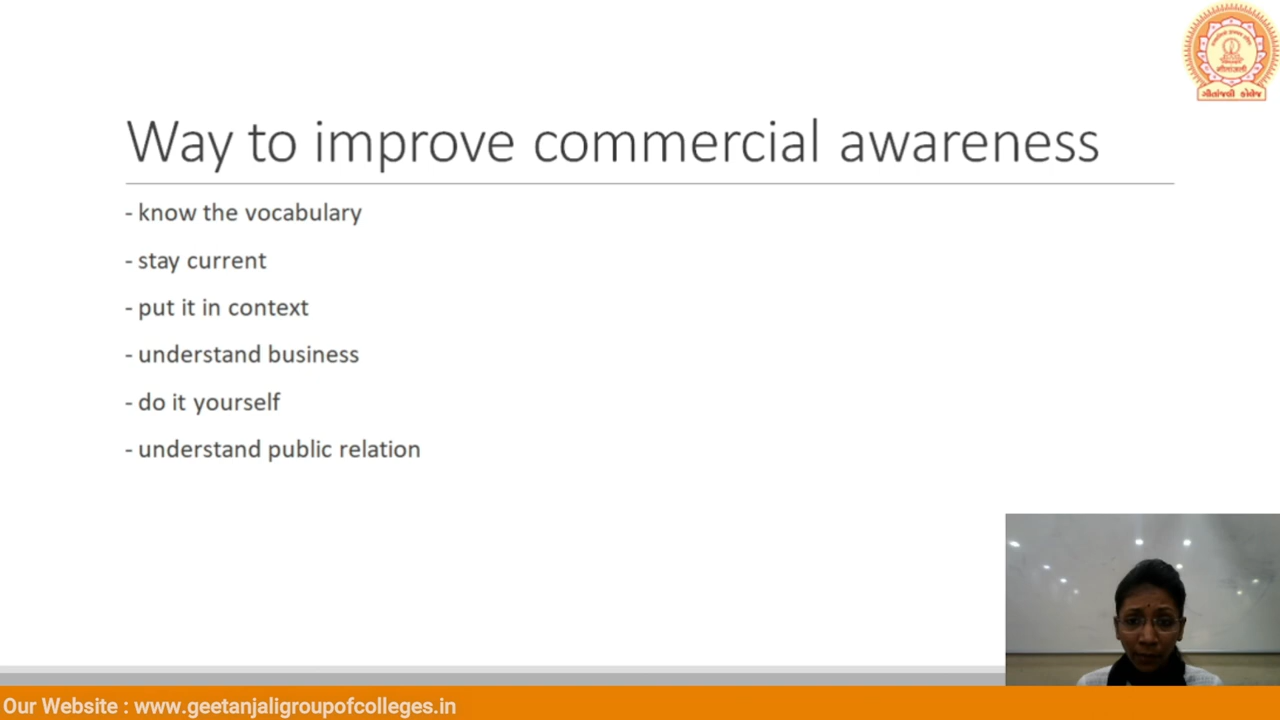 Way to improve commercial awareness
- know the vocabulary
- stay current
- put it in context
- understand business
- do it yourself
- understand public relation
ગીતાંજલી કોલેજ
Our Website : www.geetanjaligroupofcolleges.in